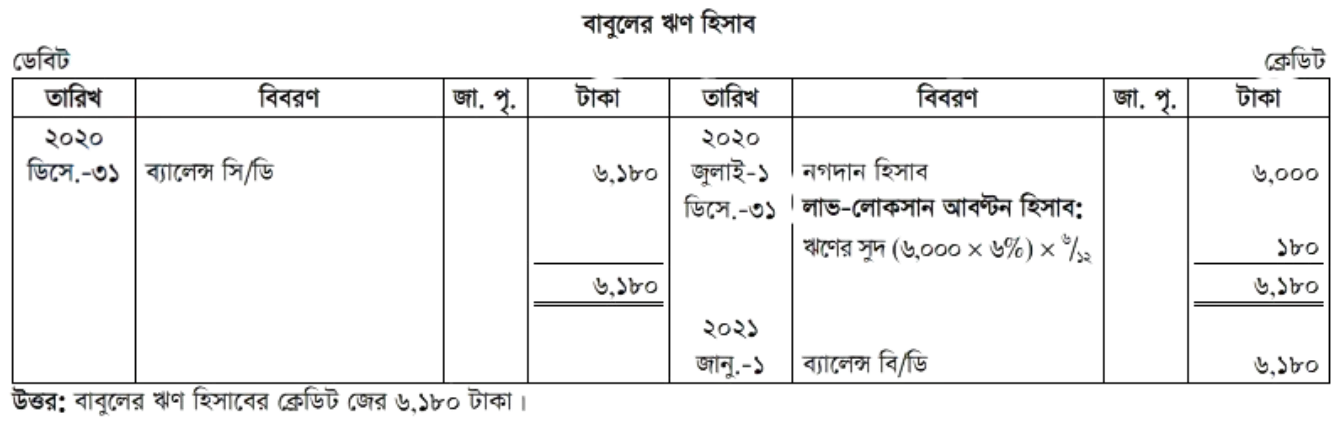 বাবুলের ঋণ হিসাব
ডেবিট ক্রেডিট
তারিখ বিবরণ জা. পৃ. টাকা তারিখ বিবরণ জা. পৃ. টাকা
২০২০ ২০২০
ডিসে.-৩১ ব্যালেন্স সি/ডি ৬,১৮০ জুলাই-১ নগদান হিসাব ৬,০০০
ডিসে.-৩১ লাভ-লোকসান আবণ্টন হিসাব:
ঋণের সুদ (৬,০০০ × ৬%) × ৬/১২ ১৮০
৬,১৮০ ৬,১৮০
২০২১
জানু.-১ ব্যালেন্স বি/ডি ৬,১৮০
উত্তর: বাবুলের ঋণ হিসাবের ক্রেডিট জের ৬,১৮০ টাকা।